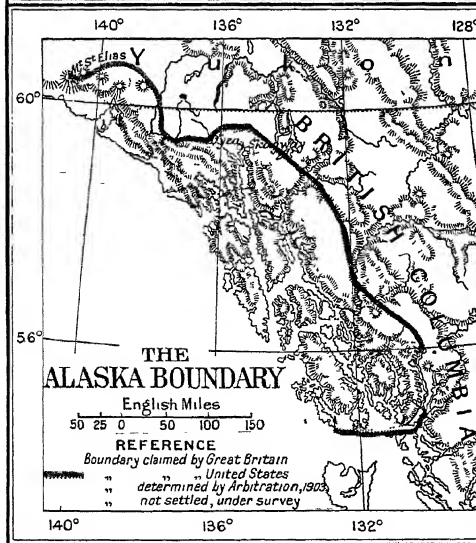 140° 136° 132° 128°
Mt St Elias
Y u k o n
60°
BRITISH COLUMBIA
56°
THE
ALASKA BOUNDARY
English Miles
50 25 0 50 100 150
REFERENCE
Boundary claimed by Great Britain
„ „ „ United States
„ determined by Arbitration, 1903
„ not settled, under survey
140° 136° 132°